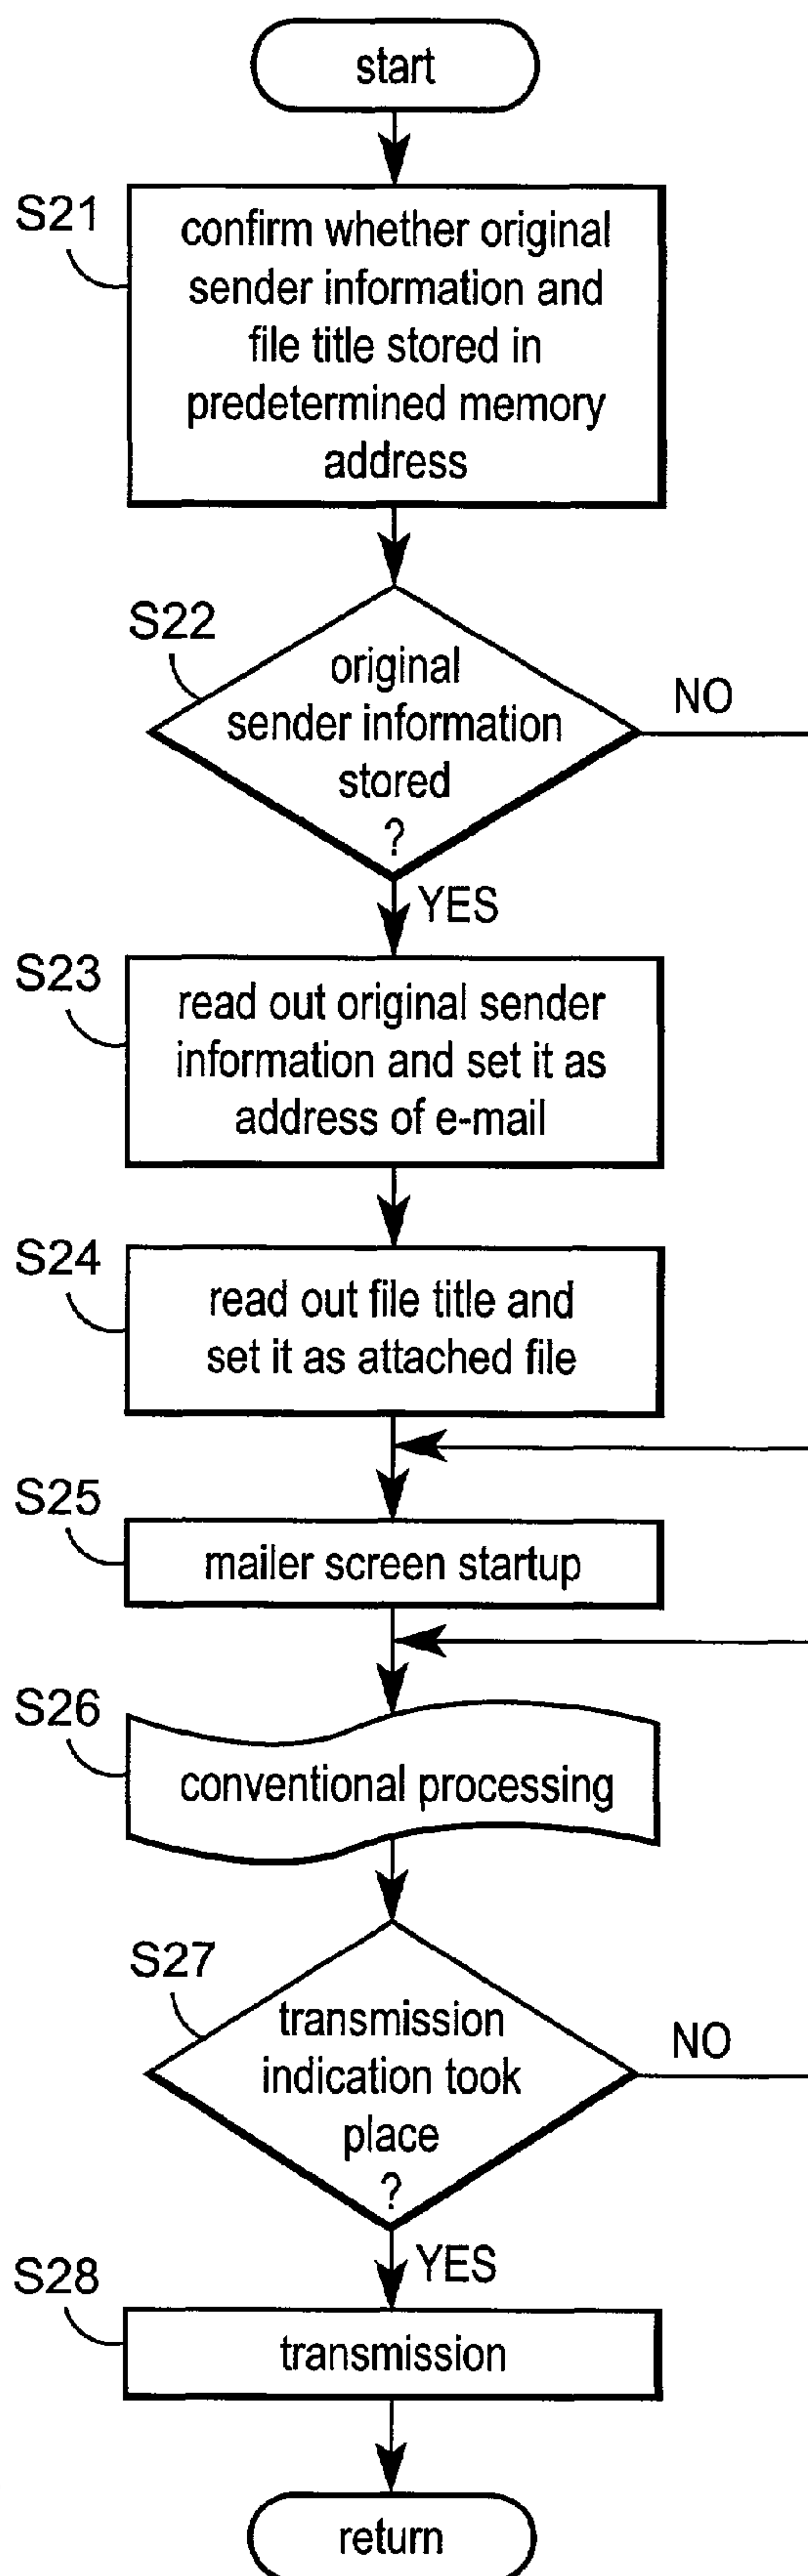 start
S21
confirm whether original
sender information and
file title stored in
predetermined memory
address
S22
original
sender information
stored
?
NO
YES
S23
read out original sender
information and set it as
address of e-mail
S24
read out file title and
set it as attached file
S25
mailer screen startup
S26
conventional processing
S27
transmission
indication took
place
?
NO
YES
S28
transmission
return